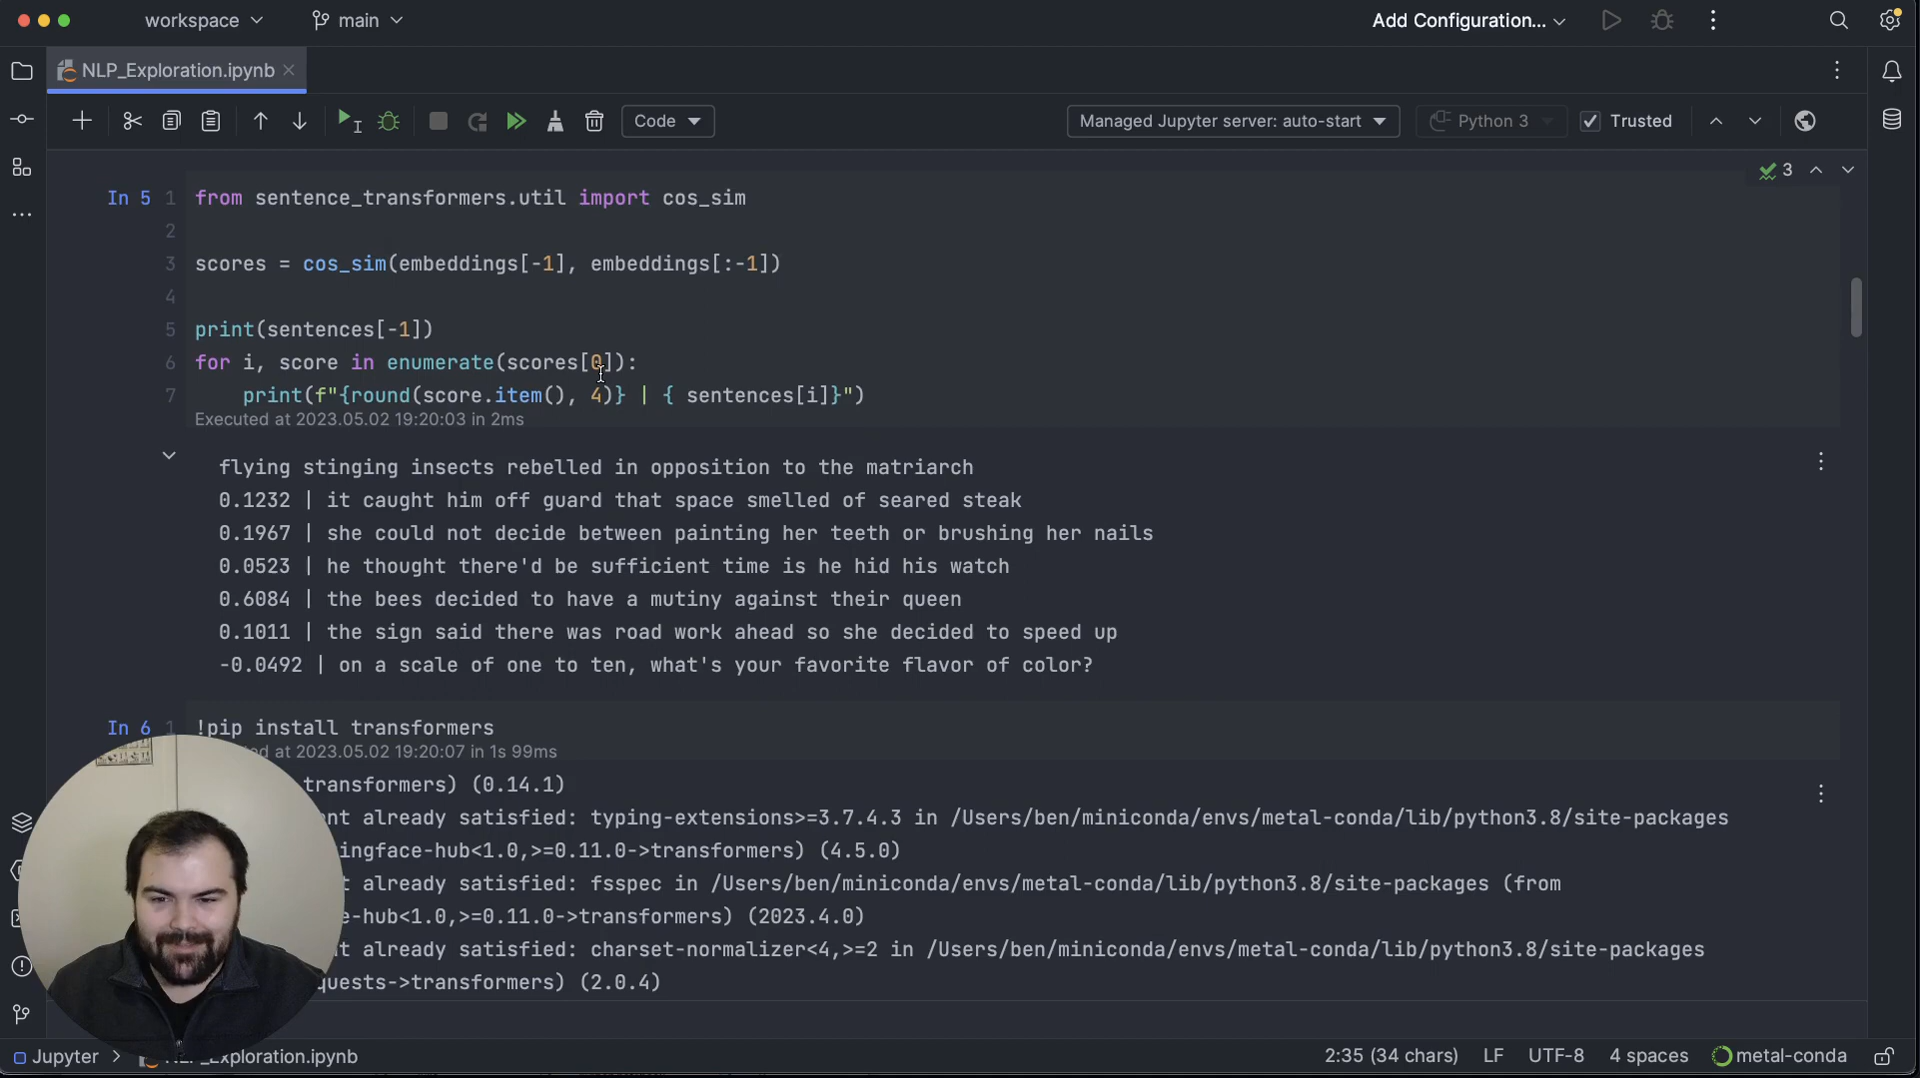 workspace
main
Add Configuration...
NLP_Exploration.ipynb
Code
Managed Jupyter server: auto-start
Python 3
Trusted
3
In 5
1 from sentence_transformers.util import cos_sim
2
3 scores = cos_sim(embeddings[-1], embeddings[:-1])
4
5 print(sentences[-1])
6 for i, score in enumerate(scores[0]):
7 print(f"{round(score.item(), 4)} | { sentences[i]}")
Executed at 2023.05.02 19:20:03 in 2ms
flying stinging insects rebelled in opposition to the matriarch
0.1232 | it caught him off guard that space smelled of seared steak
0.1967 | she could not decide between painting her teeth or brushing her nails
0.0523 | he thought there'd be sufficient time is he hid his watch
0.6084 | the bees decided to have a mutiny against their queen
0.1011 | the sign said there was road work ahead so she decided to speed up
-0.0492 | on a scale of one to ten, what's your favorite flavor of color?
In 6
1 !pip install transformers
at 2023.05.02 19:20:07 in 1s 99ms
transformers) (0.14.1)
already satisfied: typing-extensions>=3.7.4.3 in /Users/ben/miniconda/envs/metal-conda/lib/python3.8/site-packages
ingface-hub<1.0,>=0.11.0->transformers) (4.5.0)
already satisfied: fsspec in /Users/ben/miniconda/envs/metal-conda/lib/python3.8/site-packages (from
e-hub<1.0,>=0.11.0->transformers) (2023.4.0)
already satisfied: charset-normalizer<4,>=2 in /Users/ben/miniconda/envs/metal-conda/lib/python3.8/site-packages
quests->transformers) (2.0.4)
Jupyter
NLP_Exploration.ipynb
2:35 (34 chars)
LF
UTF-8
4 spaces
metal-conda